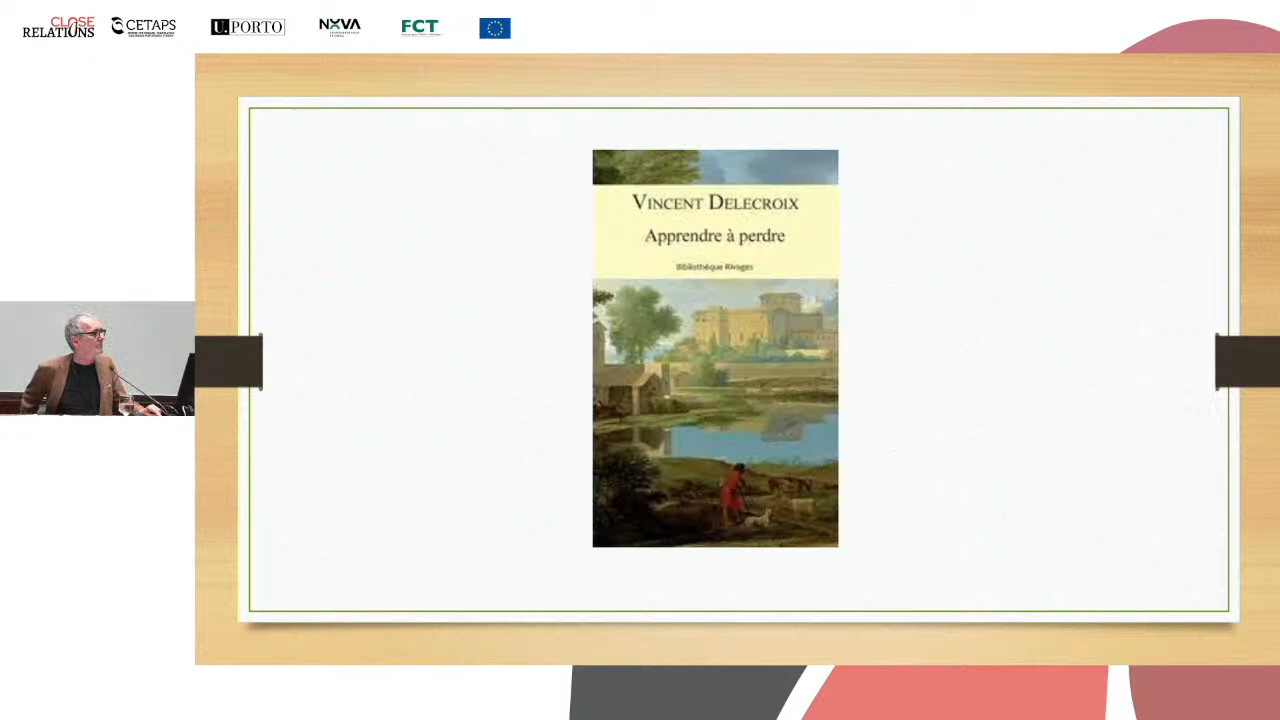 CLOSE
RELATIONS
CETAPS
U.PORTO
NOVA
FCT
VINCENT DELECROIX
Apprendre à perdre
Bibliothèque Rivages